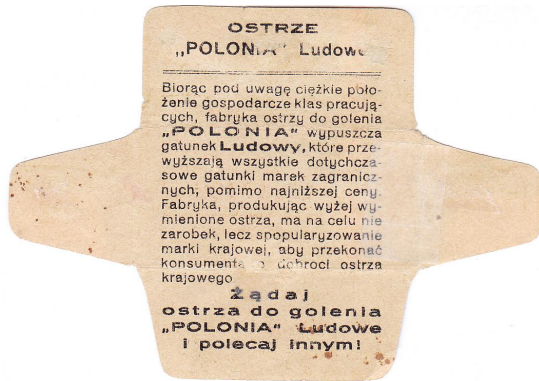 OSTRZE
„POLONIA" Ludowe
Biorąc pod uwagę ciężkie poło-
żenie gospodarcze klas pracują-
cych, fabryka ostrzy do golenia
„POLONIA" wypuszcza
gatunek Ludowy, które prze-
wyższają wszystkie dotychcza-
sowe gatunki marek zagranicz-
nych, pomimo najniższej ceny.
Fabryka, produkując wyżej wy-
mienione ostrza, ma na celu nie
zarobek, lecz spopularyzowanie
marki krajowej, aby przekonać
konsumenta o dobroci ostrza
krajowego
Żądaj
ostrza do golenia
„POLONIA" Ludowe
i polecaj innym!